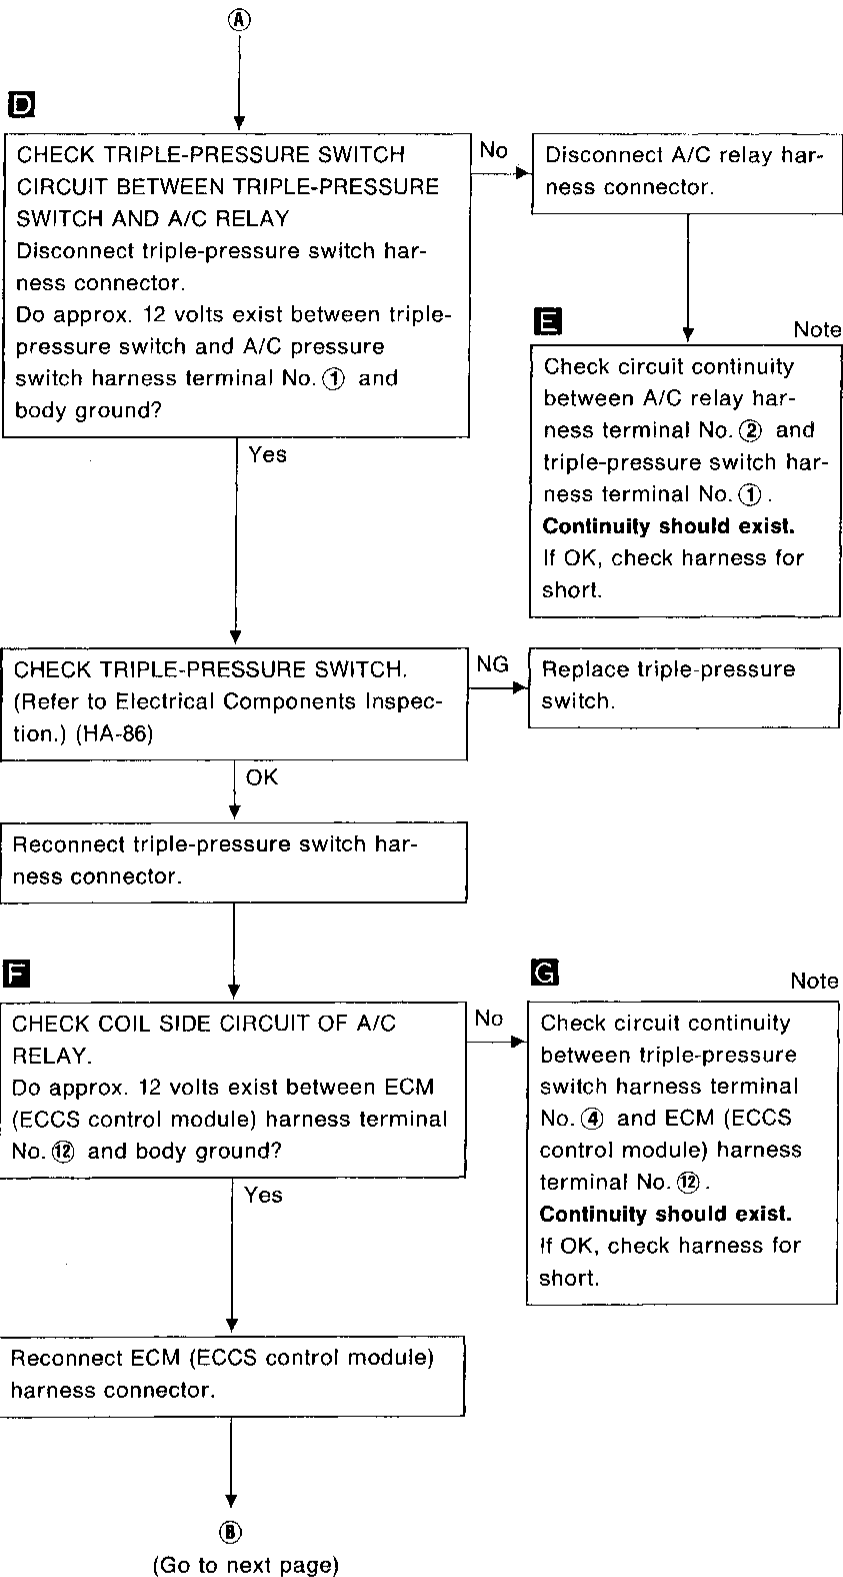 A
D
CHECK TRIPLE-PRESSURE SWITCH
CIRCUIT BETWEEN TRIPLE-PRESSURE
SWITCH AND A/C RELAY
Disconnect triple-pressure switch har-
ness connector.
Do approx. 12 volts exist between triple-
pressure switch and A/C pressure
switch harness terminal No. ① and
body ground?
No
Disconnect A/C relay har-
ness connector.
E
Note
Check circuit continuity
between A/C relay har-
ness terminal No. ② and
triple-pressure switch har-
ness terminal No. ①.
Continuity should exist.
If OK, check harness for
short.
Yes
CHECK TRIPLE-PRESSURE SWITCH.
(Refer to Electrical Components Inspec-
tion.) (HA-86)
NG
Replace triple-pressure
switch.
OK
Reconnect triple-pressure switch har-
ness connector.
F
CHECK COIL SIDE CIRCUIT OF A/C
RELAY.
Do approx. 12 volts exist between ECM
(ECCS control module) harness terminal
No. ⑫ and body ground?
No
G
Note
Check circuit continuity
between triple-pressure
switch harness terminal
No. ④ and ECM (ECCS
control module) harness
terminal No. ⑫.
Continuity should exist.
If OK, check harness for
short.
Yes
Reconnect ECM (ECCS control module)
harness connector.
B
(Go to next page)